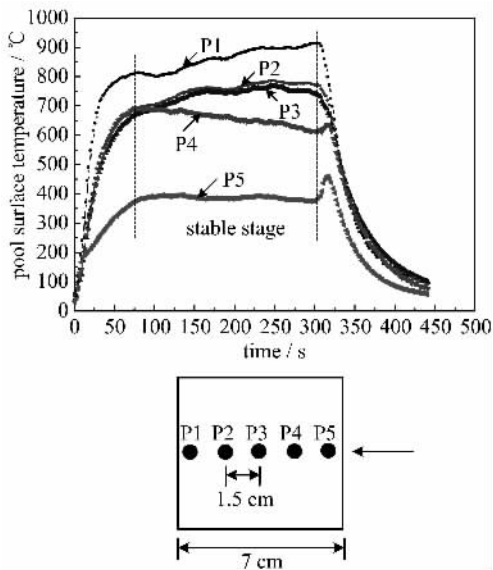 1000
900
800
700
600
500
400
300
200
100
0
pool surface temperature / ℃
P1
P2
P3
P4
P5
stable stage
0 50 100 150 200 250 300 350 400 450 500
time / s
P1 P2 P3 P4 P5
1.5 cm
7 cm